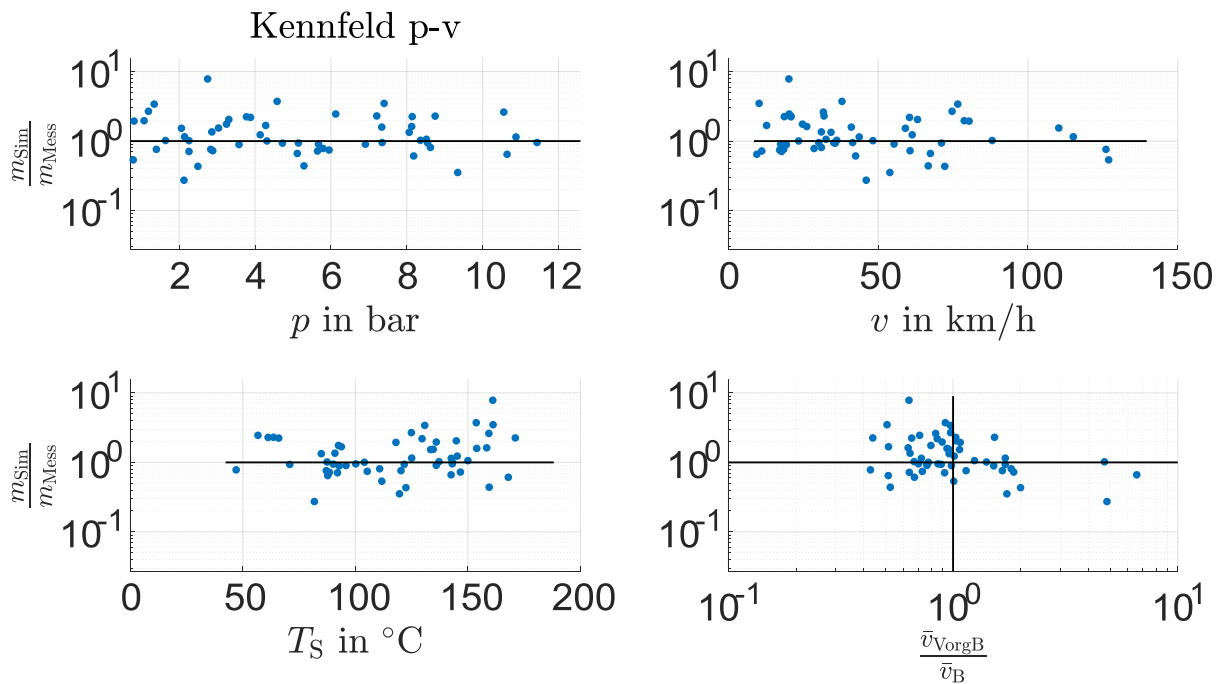 Kennfeld p-v
10^1
10^0
10^-1
m_Sim
m_Mess
2 4 6 8 10 12
p in bar
10^1
10^0
10^-1
0 50 100 150
v in km/h
10^1
10^0
10^-1
m_Sim
m_Mess
0 50 100 150 200
T_S in °C
10^1
10^0
10^-1
10^-1 10^0 10^1
v̄_VorgB
v̄_B